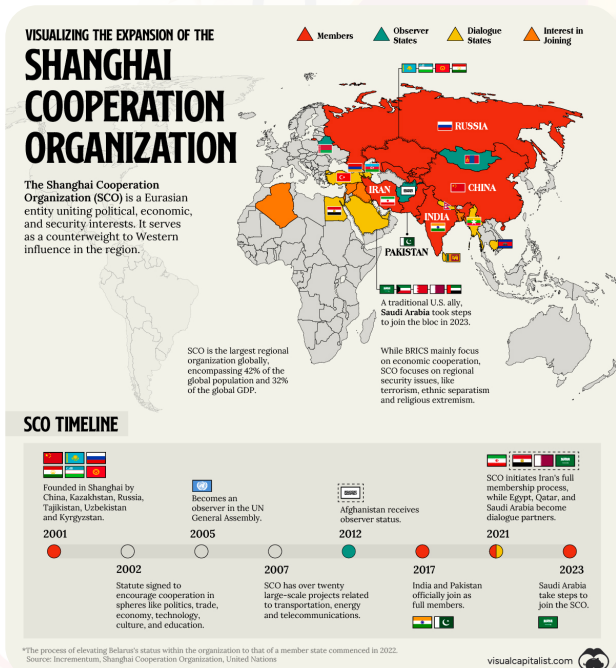 VISUALIZING THE EXPANSION OF THE
SHANGHAI
COOPERATION
ORGANIZATION
The Shanghai Cooperation
Organization (SCO) is a Eurasian
entity uniting political, economic,
and security interests. It serves
as a counterweight to Western
influence in the region.
Members
Observer
States
Dialogue
States
Interest in
Joining
RUSSIA
CHINA
IRAN
INDIA
PAKISTAN
A traditional U.S. ally,
Saudi Arabia took steps
to join the bloc in 2023.
SCO is the largest regional
organization globally,
encompassing 42% of the
global population and 32%
of the global GDP.
While BRICS mainly focus
on economic cooperation,
SCO focuses on regional
security issues, like
terrorism, ethnic separatism
and religious extremism.
SCO TIMELINE
Founded in Shanghai by
China, Kazakhstan, Russia,
Tajikistan, Uzbekistan
and Kyrgyzstan.
2001
Statute signed to
encourage cooperation in
spheres like politics, trade,
economy, technology,
culture, and education.
2002
Becomes an
observer in the UN
General Assembly.
2005
2007
SCO has over twenty
large-scale projects related
to transportation, energy
and telecommunications.
Afghanistan receives
observer status.
2012
2017
India and Pakistan
officially join as
full members.
SCO initiates Iran's full
membership process,
while Egypt, Qatar, and
Saudi Arabia become
dialogue partners.
2021
2023
Saudi Arabia
take steps to
join the SCO.
*The process of elevating Belarus's status within the organization to that of a member state commenced in 2022.
Source: Incrementum, Shanghai Cooperation Organization, United Nations
visualcapitalist.com